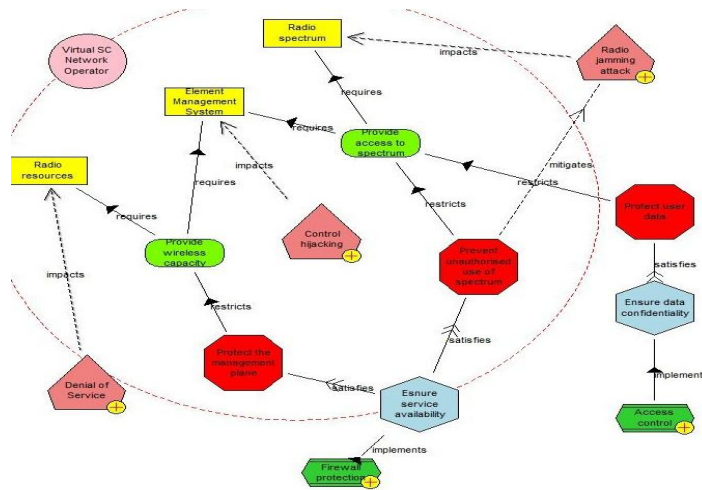 Radio
spectrum
Virtual SC
Network
Operator
Radio
jamming
attack
impacts
requires
Element
Management
System
requires
Provide
access to
spectrum
impacts
mitigates
Radio
resources
requires
restricts
restricts
Protect user
data
requires
Control
hijacking
Provide
wireless
capacity
Prevent
unauthorised
use of
spectrum
satisfies
impacts
restricts
Ensure data
confidentiality
satisfies
Protect the
management
plane
Denial of
Service
satisfies
Esnure
service
availability
implement
Access
control
implements
Firewall
protection